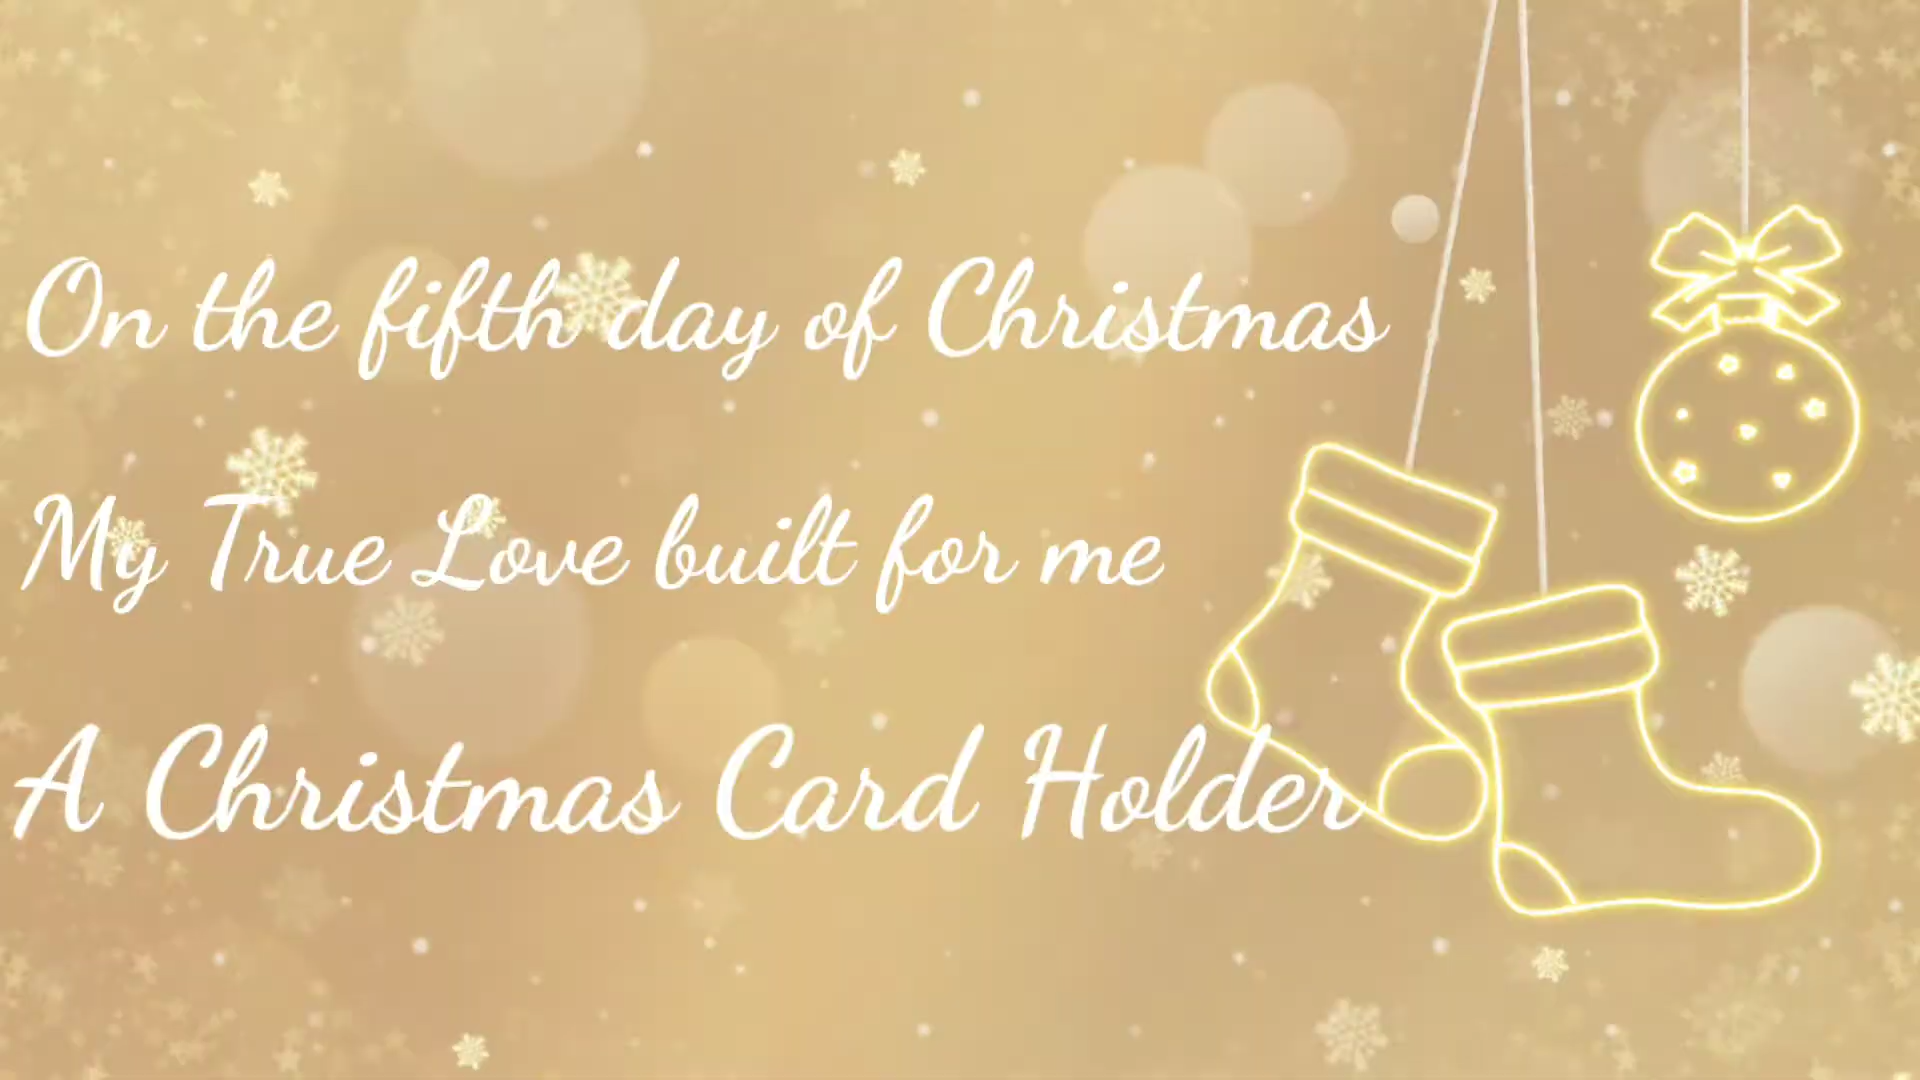 On the fifth day of Christmas
My True Love built for me
A Christmas Card Holder